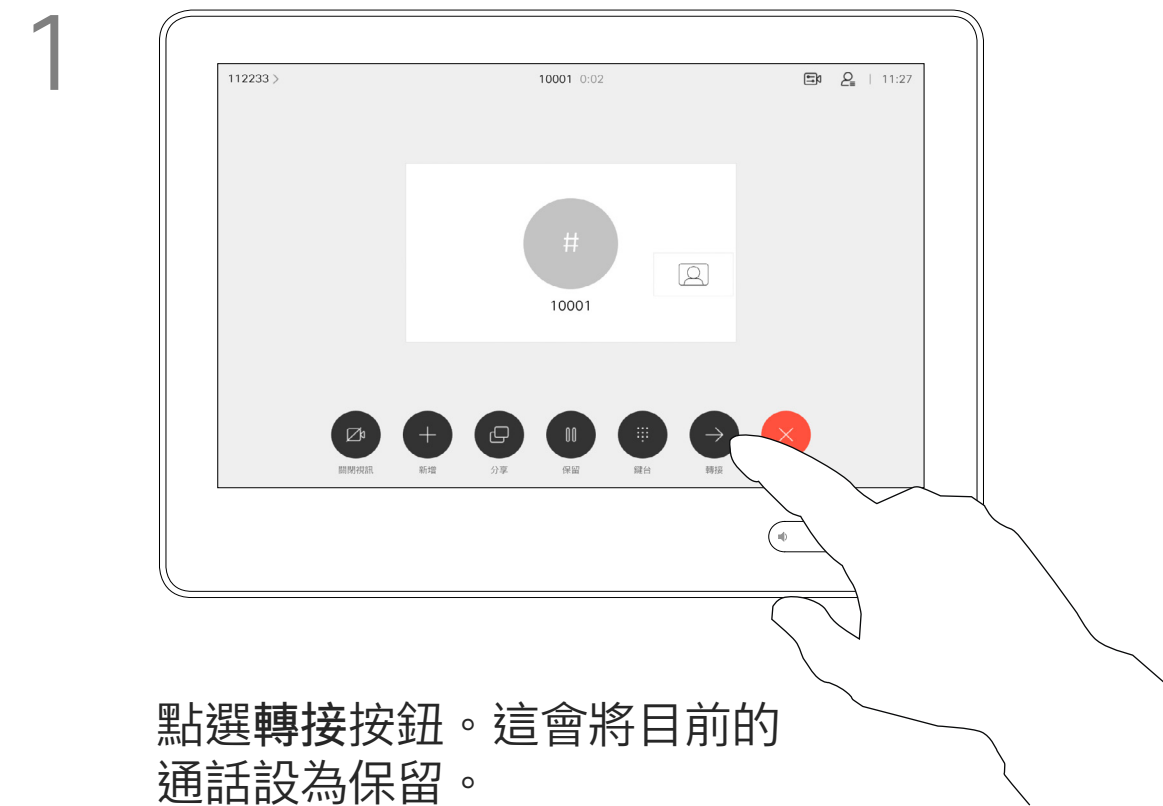 1
112233 >
10001 0:02
11:27
#
10001
關閉視訊 新增 分享 保留 鍵台 轉接
點選轉接按鈕。這會將目前的
通話設為保留。